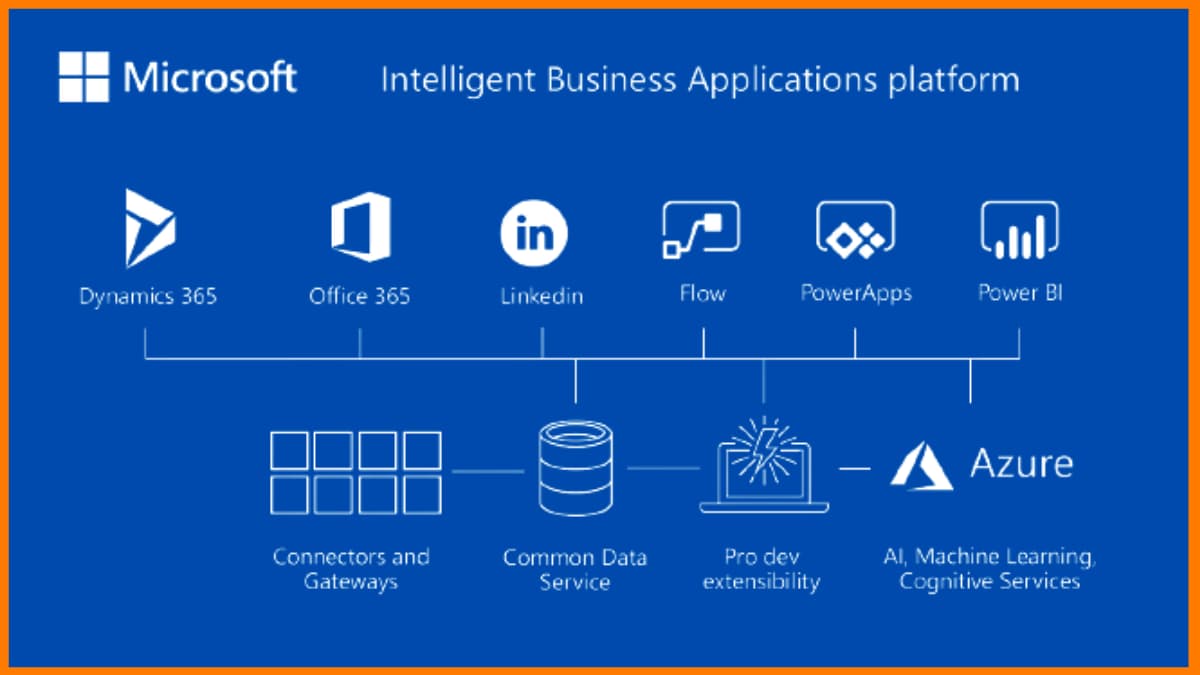 Microsoft
Intelligent Business Applications platform
Dynamics 365
Office 365
in
Linkedin
Flow
PowerApps
Power BI
Azure
Connectors and
Gateways
Common Data
Service
Pro dev
extensibility
AI, Machine Learning,
Cognitive Services